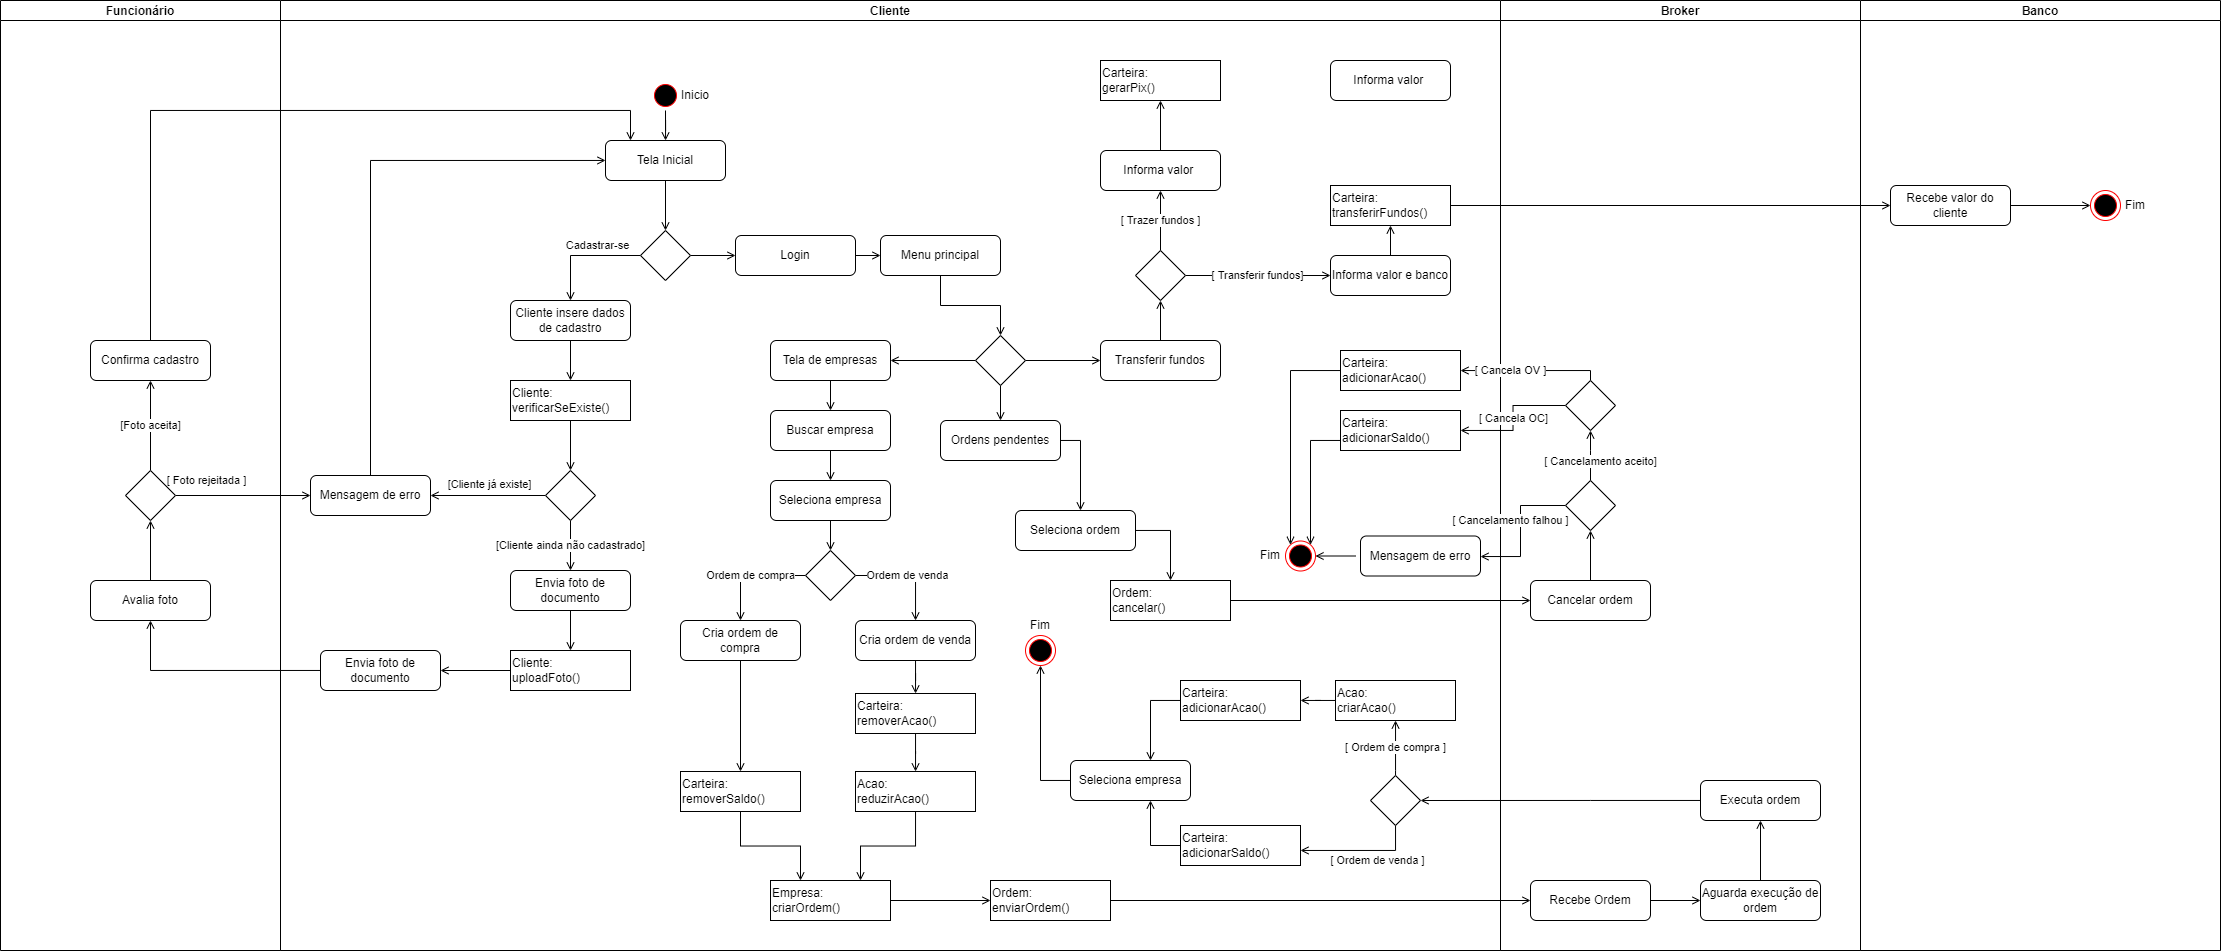 Funcionário
Cliente
Broker
Banco
Início
Tela Inicial
Carteira:
gerarPix()
Informa valor
Informa valor
[ Trazer fundos ]
Carteira:
transferirFundos()
Recebe valor do
cliente
Fim
Cadastrar-se
Login
Menu principal
[ Transferir fundos]
Informa valor e banco
Cliente insere dados
de cadastro
Confirma cadastro
Tela de empresas
Transferir fundos
Carteira:
adicionarAcao()
[ Cancela OV ]
Cliente:
verificarSeExiste()
[Foto aceita]
Buscar empresa
Ordens pendentes
Carteira:
adicionarSaldo()
[ Cancela OC]
[ Cancelamento aceito]
[ Foto rejeitada ]
Mensagem de erro
[Cliente já existe]
Seleciona empresa
Seleciona ordem
[ Cancelamento falhou ]
[Cliente ainda não cadastrado]
Fim
Mensagem de erro
Ordem de compra
Ordem de venda
Avalia foto
Envia foto de
documento
Ordem:
cancelar()
Cancelar ordem
Cria ordem de
compra
Cria ordem de venda
Fim
Envia foto de
documento
Cliente:
uploadFoto()
Carteira:
removerAcao()
Carteira:
adicionarAcao()
Acao:
criarAcao()
[ Ordem de compra ]
Carteira:
removerSaldo()
Acao:
reduzirAcao()
Seleciona empresa
Executa ordem
Carteira:
adicionarSaldo()
[ Ordem de venda ]
Empresa:
criarOrdem()
Ordem:
enviarOrdem()
Recebe Ordem
Aguarda execução de
ordem